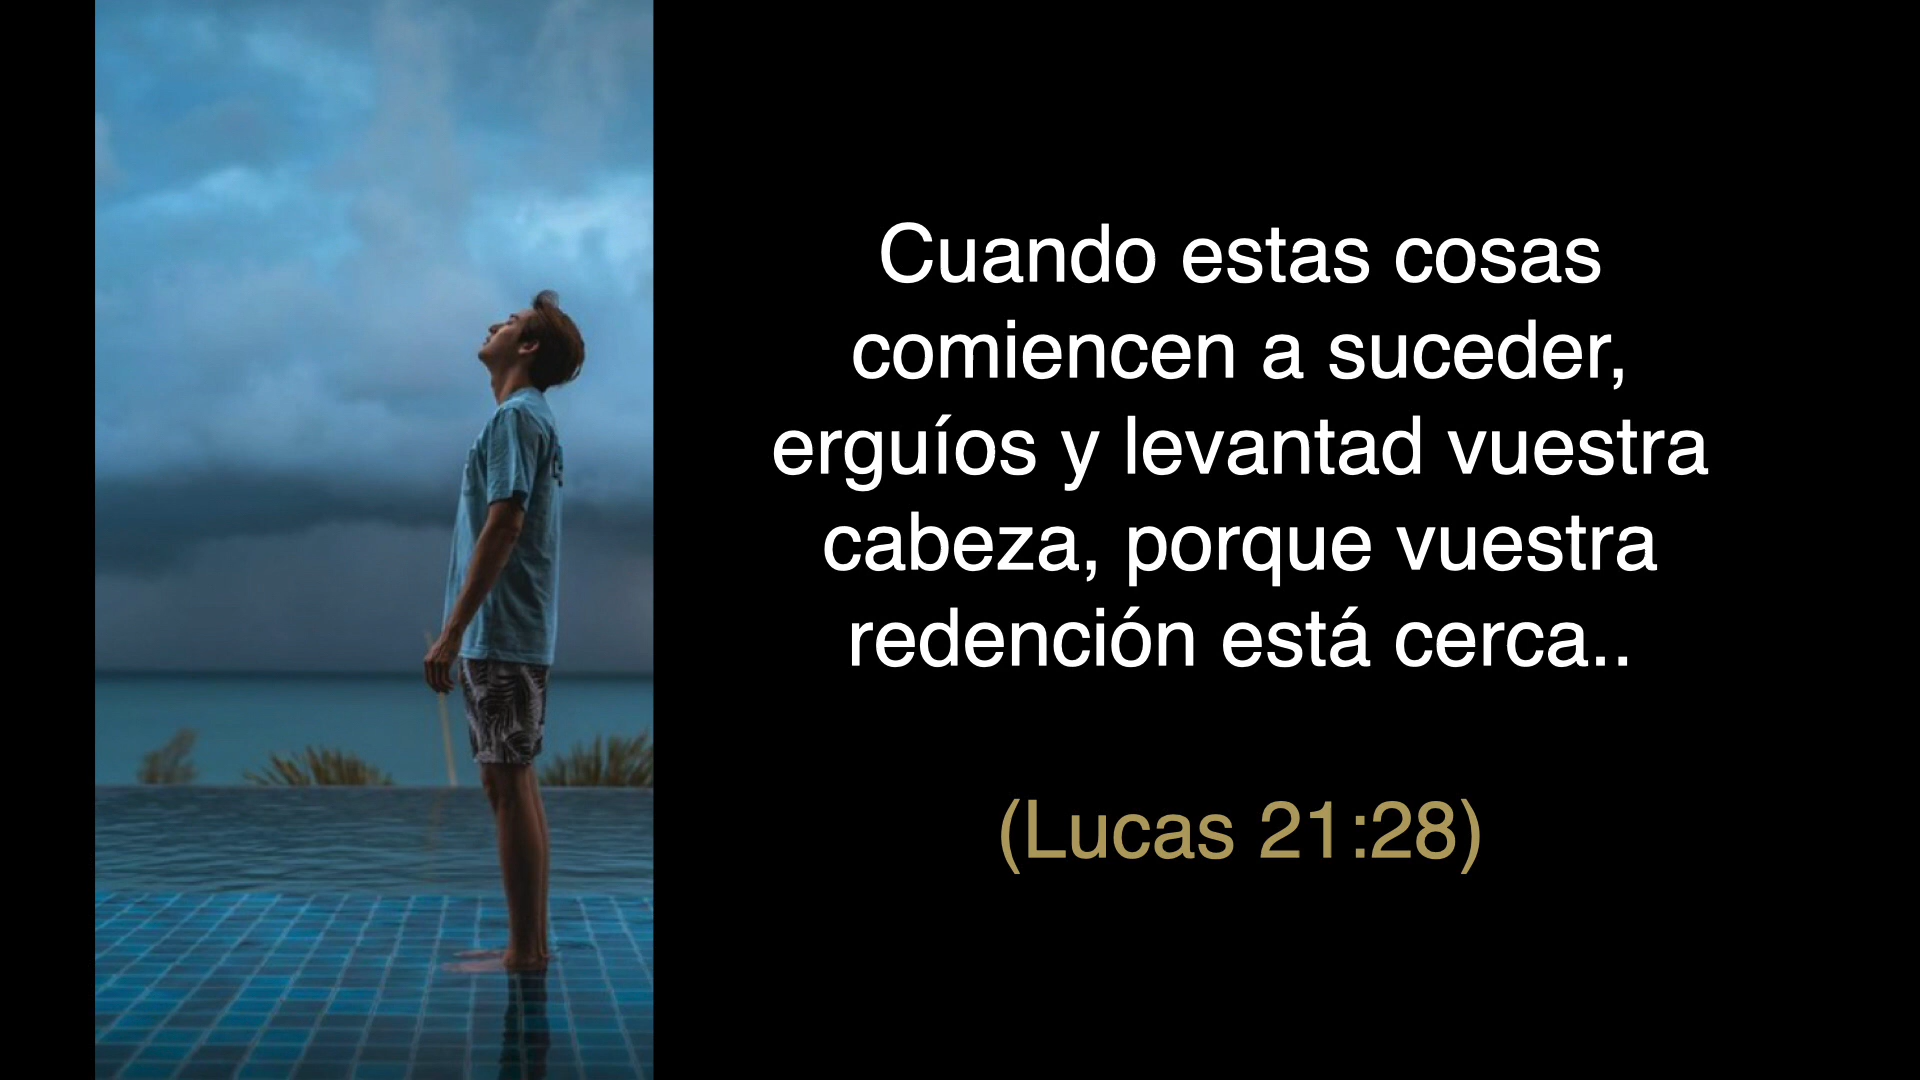 Cuando estas cosas
comiencen a suceder,
erguíos y levantad vuestra
cabeza, porque vuestra
redención está cerca..
(Lucas 21:28)